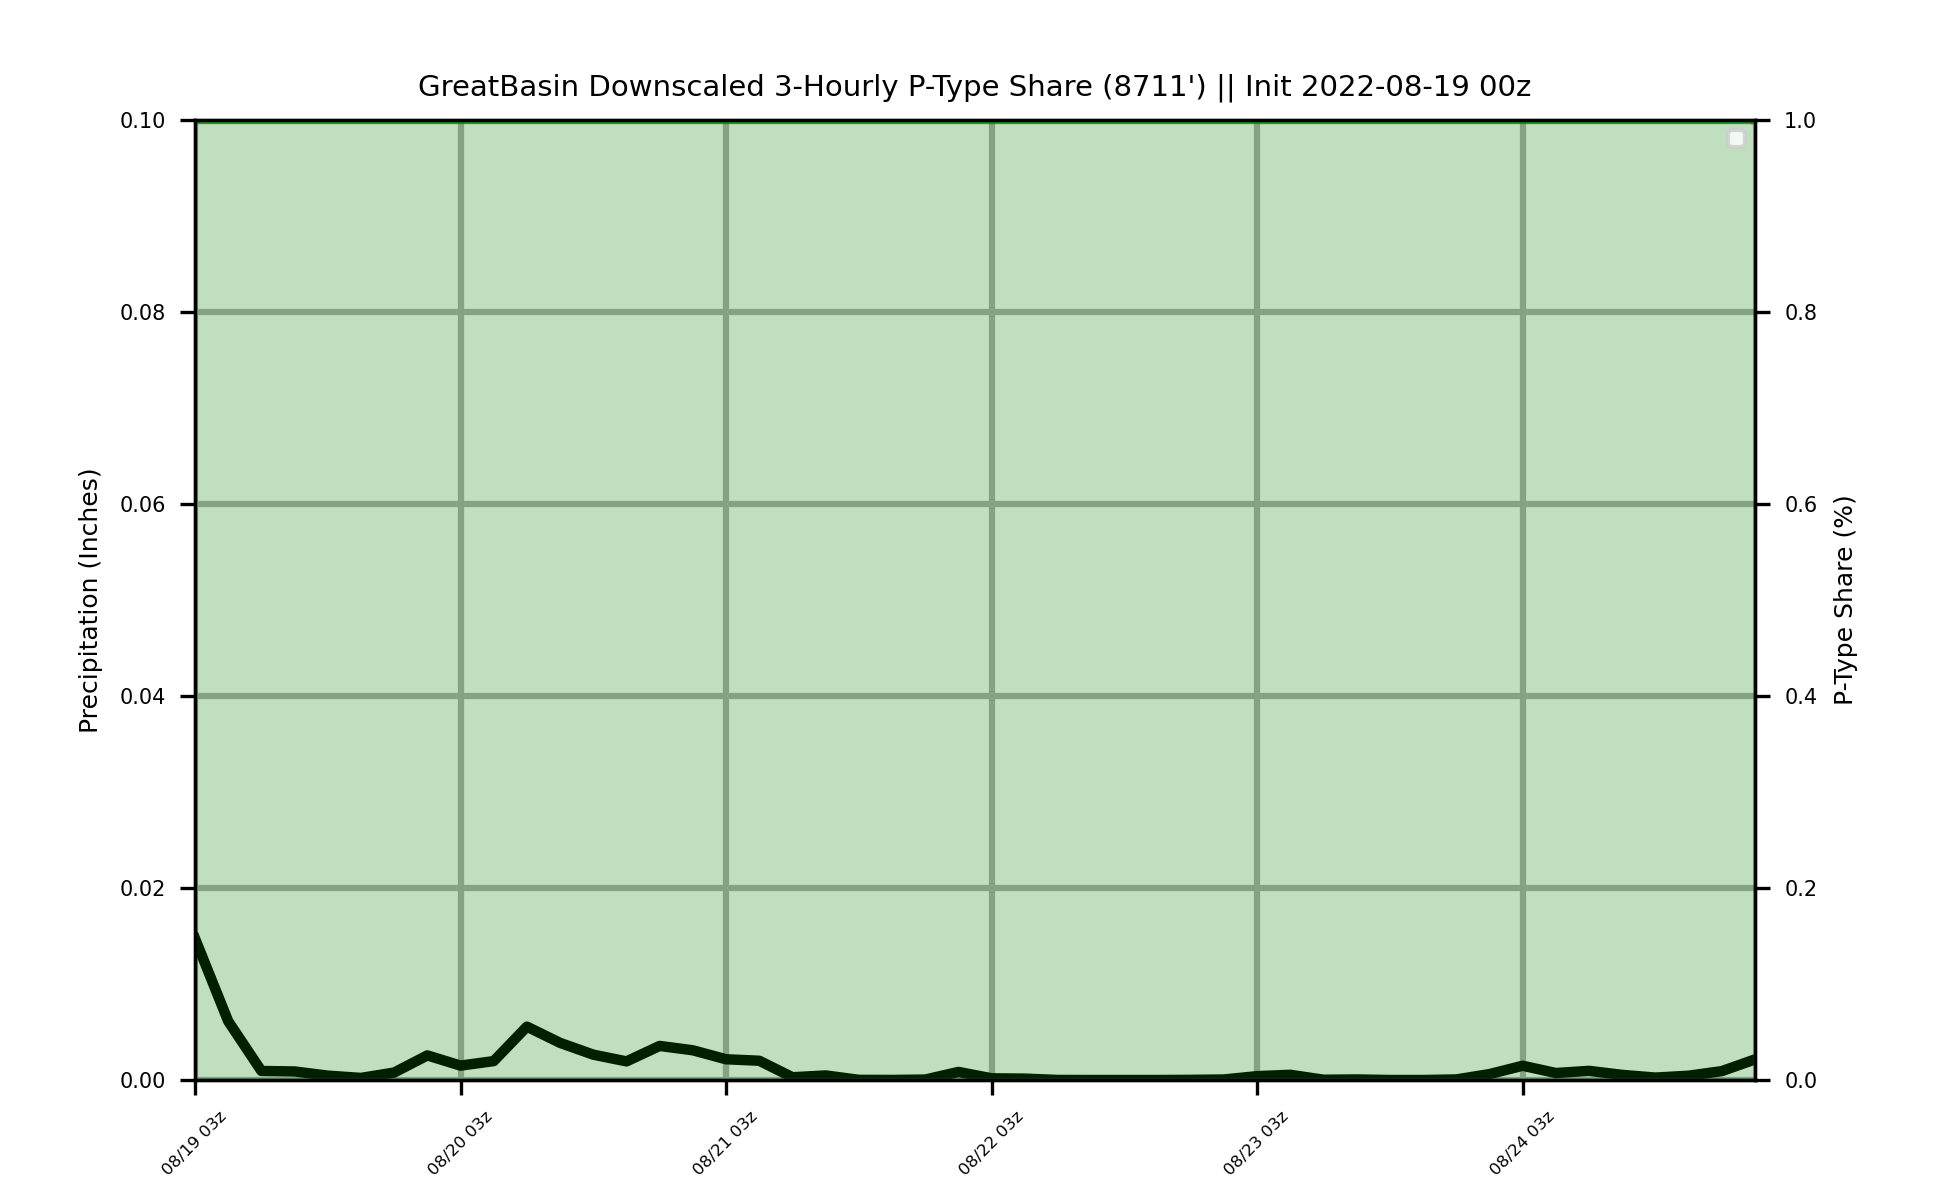 GreatBasin Downscaled 3-Hourly P-Type Share (8711') || Init 2022-08-19 00z
Precipitation (Inches)
0.10
0.08
0.06
0.04
0.02
0.00
1.0
0.8
0.6
0.4
0.2
0.0
P-Type Share (%)
08/19 03z
08/20 03z
08/21 03z
08/22 03z
08/23 03z
08/24 03z